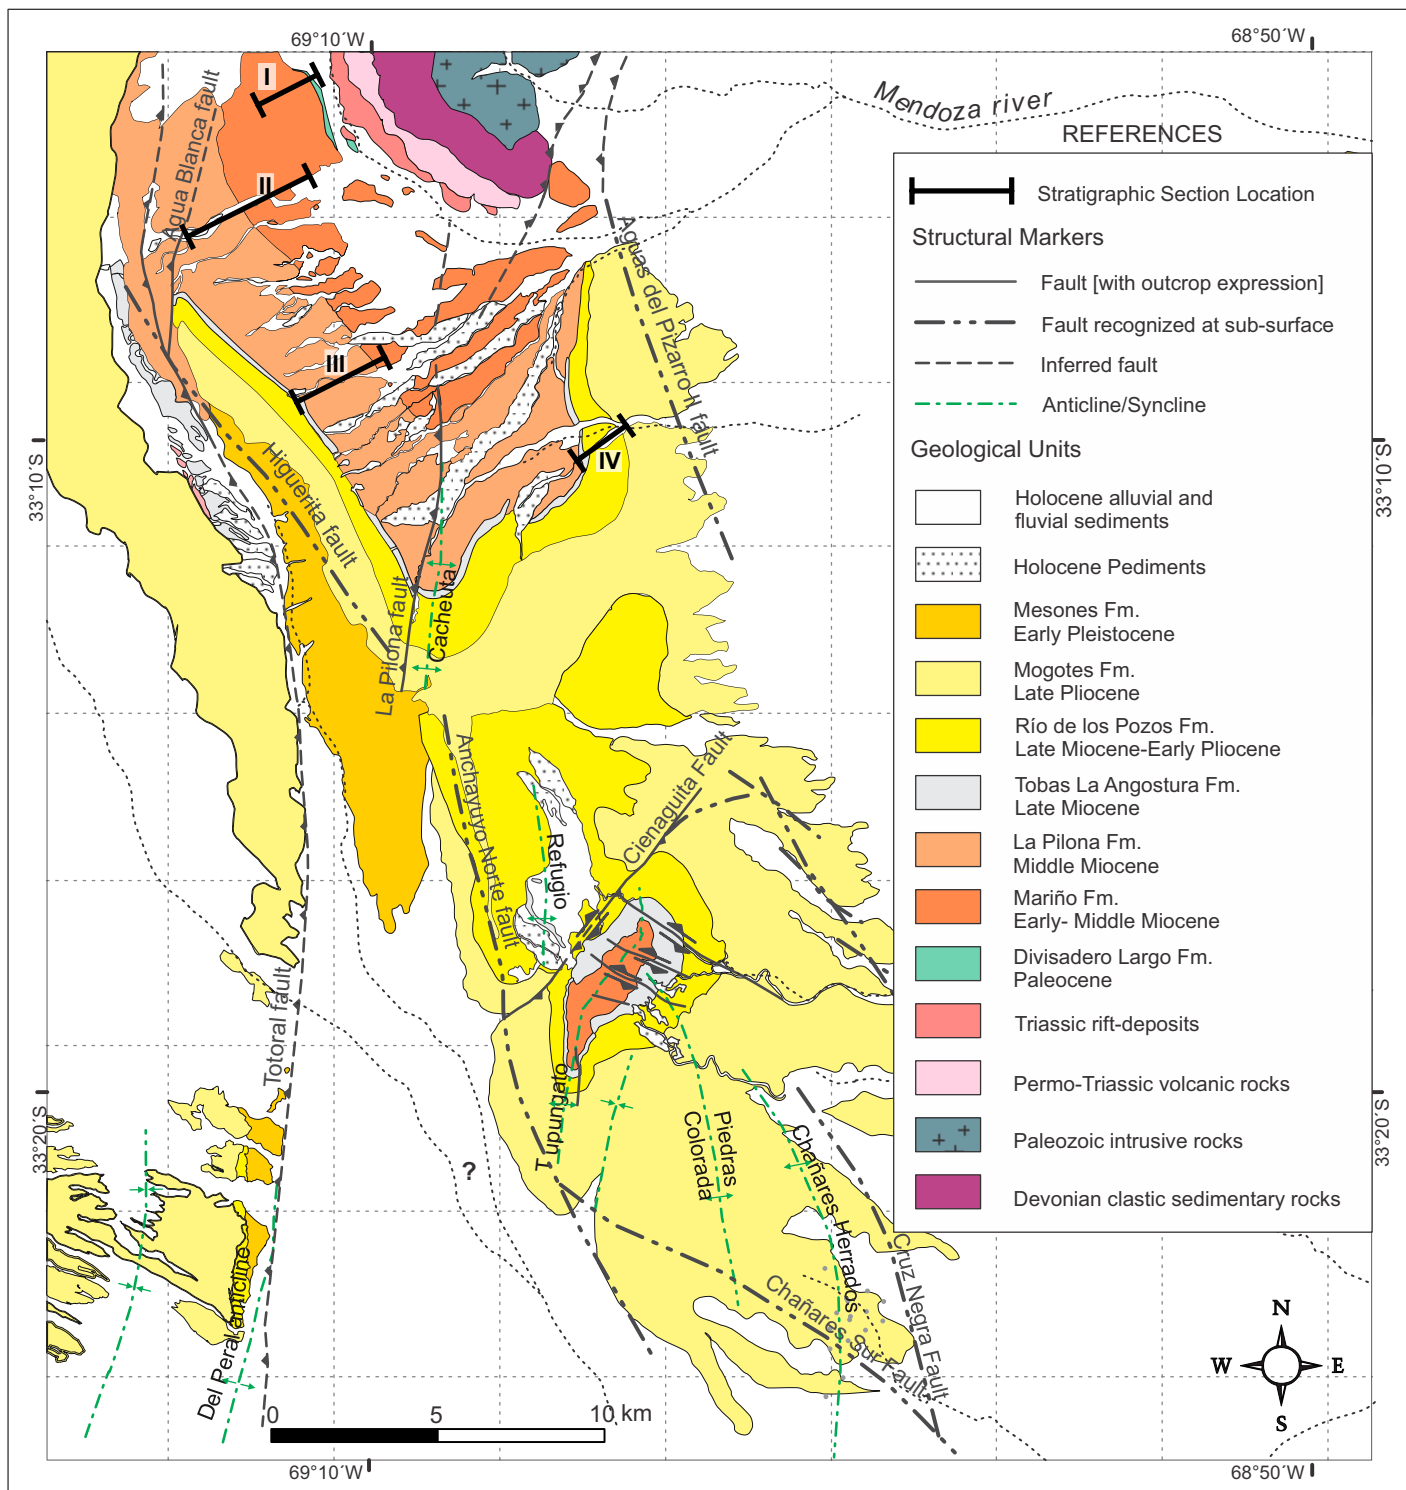 69°10´W
68°50´W
Mendoza river
REFERENCES
Stratigraphic Section Location
Structural Markers
Fault [with outcrop expression]
Fault recognized at sub-surface
Inferred fault
Anticline/Syncline
Geological Units
Holocene alluvial and
fluvial sediments
Holocene Pediments
Mesones Fm.
Early Pleistocene
Mogotes Fm.
Late Pliocene
Río de los Pozos Fm.
Late Miocene-Early Pliocene
Tobas La Angostura Fm.
Late Miocene
La Pilona Fm.
Middle Miocene
Mariño Fm.
Early- Middle Miocene
Divisadero Largo Fm.
Paleocene
Triassic rift-deposits
Permo-Triassic volcanic rocks
Paleozoic intrusive rocks
Devonian clastic sedimentary rocks
I
II
III
IV
Agua Blanca fault
Aguas del Pizarro II fault
Higuerita fault
La Pilona fault
Cacheuta
Anchayuyo Norte fault
Refugio
Cienaguita Fault
Totoral fault
Tupungato
Piedras
Colorada
Chañares Herrados
Cruz Negra Fault
Chañares Sur Fault
Del Peral anticline
?
33°10´S
33°10´S
33°20´S
33°20´S
N
W
E
S
0
5
10 km
69°10´W
68°50´W